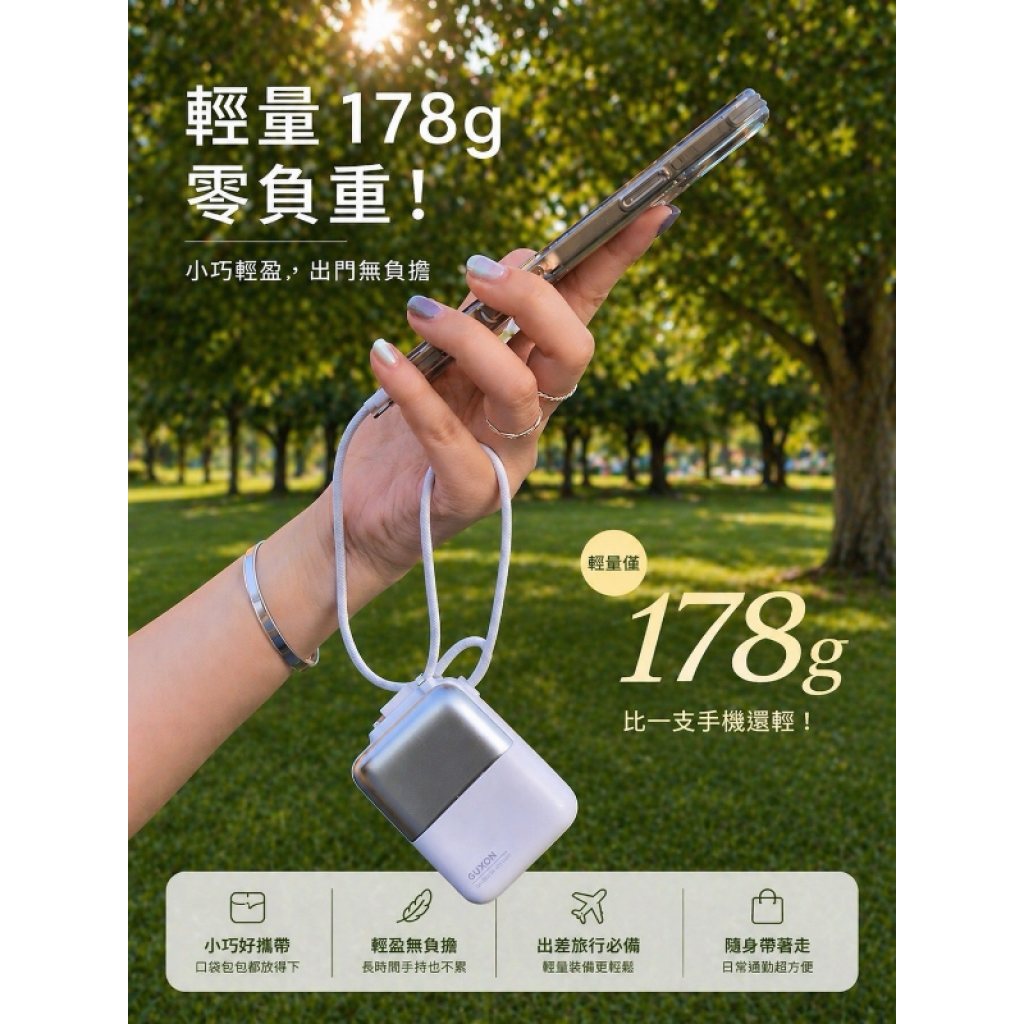 輕量 178g
零負重！
小巧輕盈，出門無負擔
輕量僅
178g
比一支手機還輕！
GUXON
小巧好攜帶
口袋包包都放得下
輕盈無負擔
長時間手持也不累
出差旅行必備
輕量裝備更輕鬆
隨身帶著走
日常通勤超方便